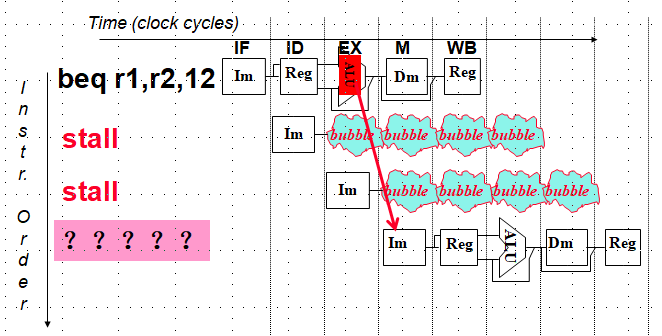 Time (clock cycles)
IF ID EX M WB
beq r1,r2,12 Im Reg ALU Dm Reg
stall Im bubble bubble bubble bubble
stall Im bubble bubble bubble bubble
? ? ? ? ? Im Reg ALU Dm Reg
Instr.
Order